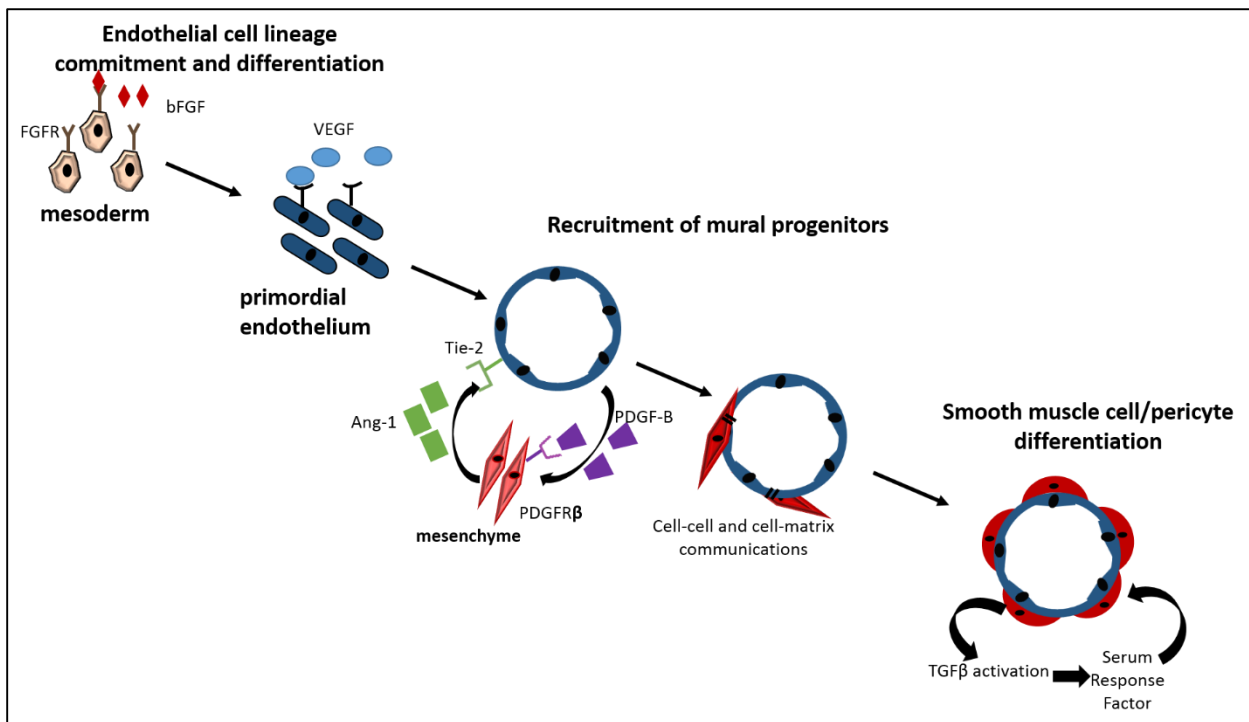 Endothelial cell lineage
commitment and differentiation
bFGF
FGFR
VEGF
mesoderm
Recruitment of mural progenitors
primordial
endothelium
Tie-2
Ang-1
PDGF-B
PDGFRβ
mesenchyme
Cell-cell and cell-matrix
communications
Smooth muscle cell/pericyte
differentiation
TGFβ activation
Serum
Response
Factor